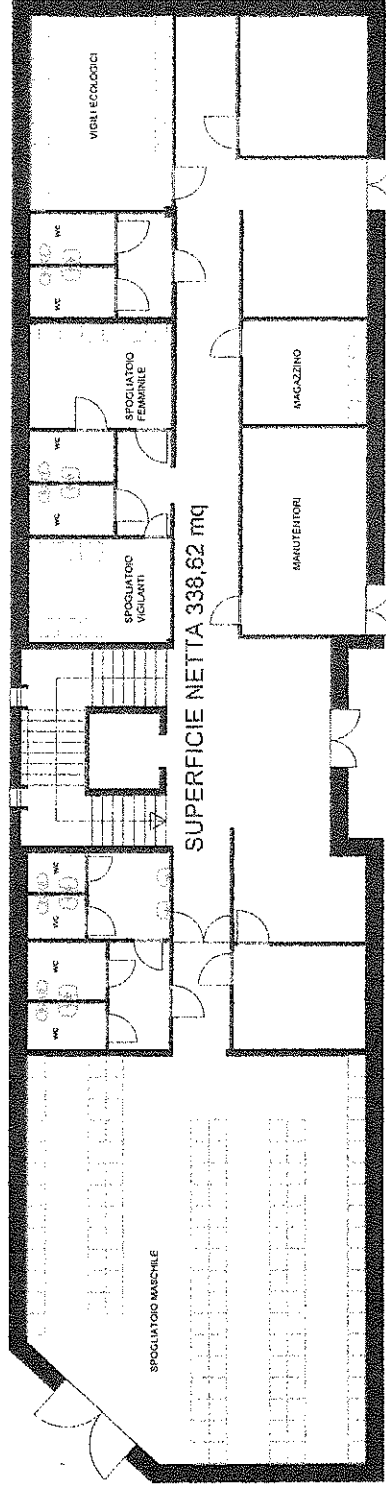 VIGILI ECOLOGICI
WC
WC
SPOGLIATOIO
FEMMINILE
WC
WC
SPOGLIATOIO
VIGILANTI
MAGAZZINO
MANUTENTORI
SUPERFICIE NETTA 338,62 mq
WC
WC
WC
WC
SPOGLIATOIO MASCHILE